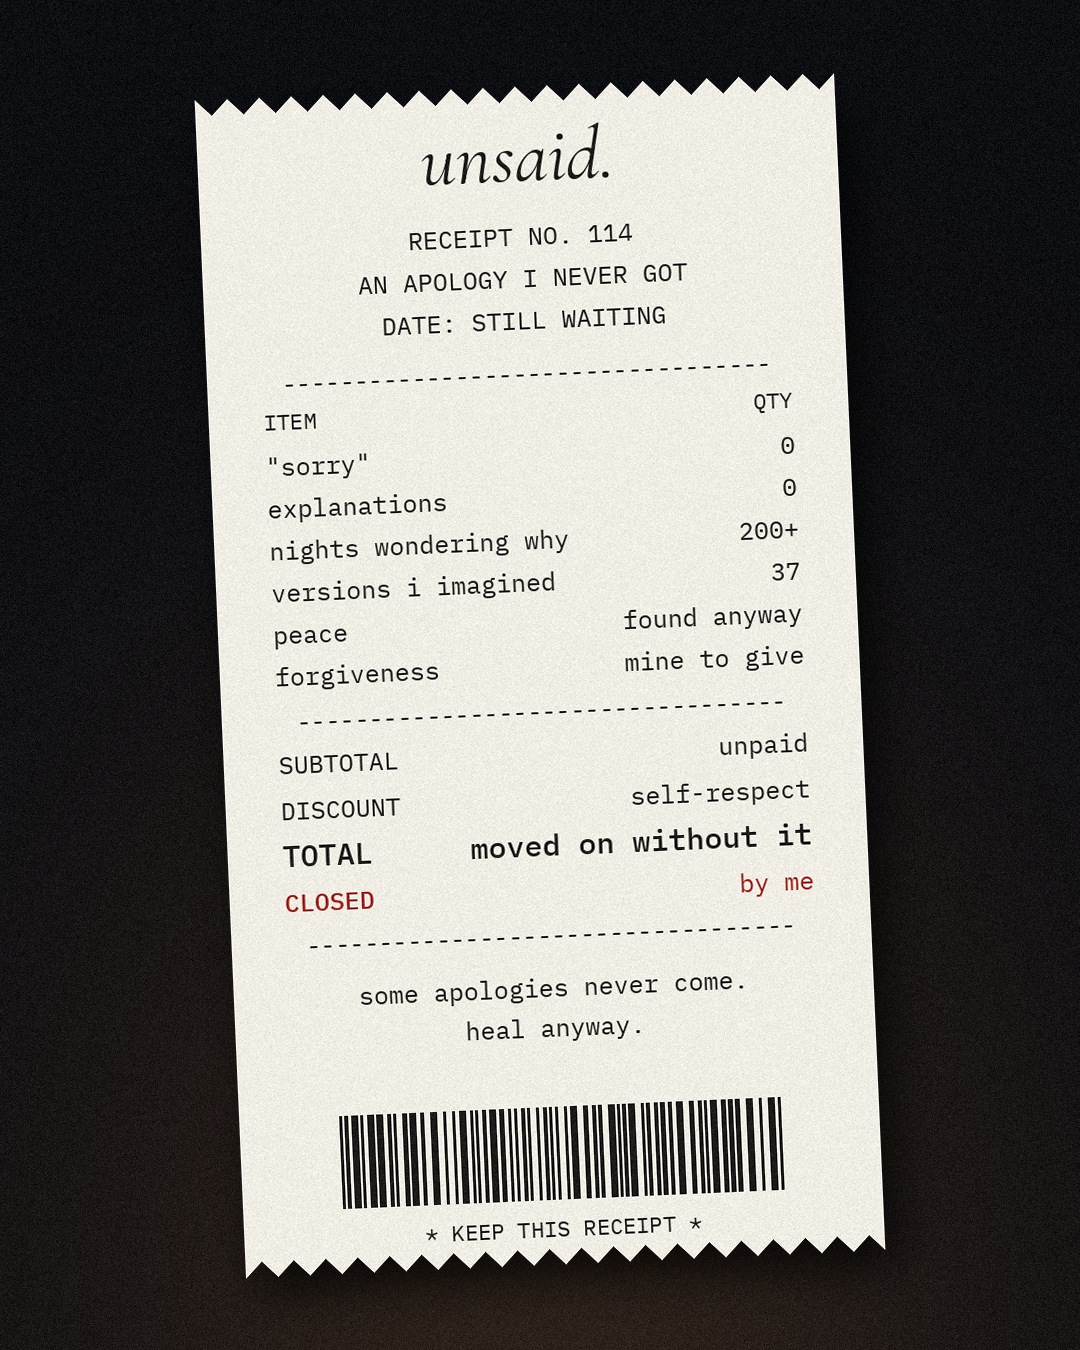 unsaid.
RECEIPT NO. 114
AN APOLOGY I NEVER GOT
DATE: STILL WAITING
----------------------------------
ITEM QTY
"sorry" 0
explanations 0
nights wondering why 200+
versions i imagined 37
peace found anyway
forgiveness mine to give
----------------------------------
SUBTOTAL unpaid
DISCOUNT self-respect
TOTAL moved on without it
CLOSED by me
----------------------------------
some apologies never come.
heal anyway.
* KEEP THIS RECEIPT *